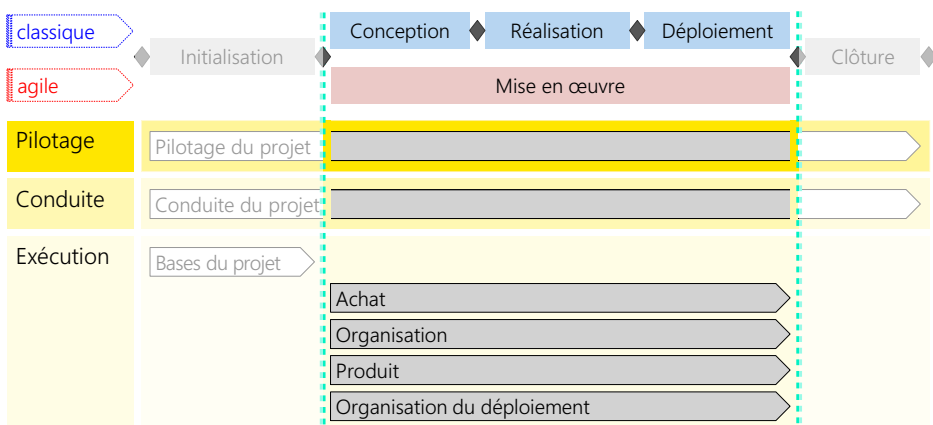 classique
Conception
Réalisation
Déploiement
Initialisation
Clôture
agile
Mise en œuvre
Pilotage
Pilotage du projet
Conduite
Conduite du projet
Exécution
Bases du projet
Achat
Organisation
Produit
Organisation du déploiement